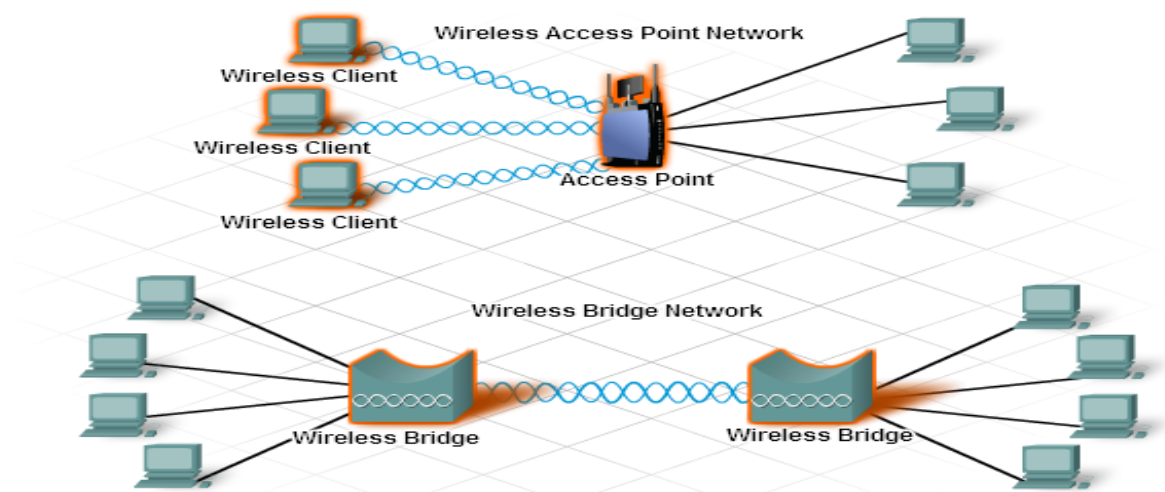 Wireless Access Point Network
Wireless Client
Wireless Client
Access Point
Wireless Client
Wireless Bridge Network
Wireless Bridge
Wireless Bridge